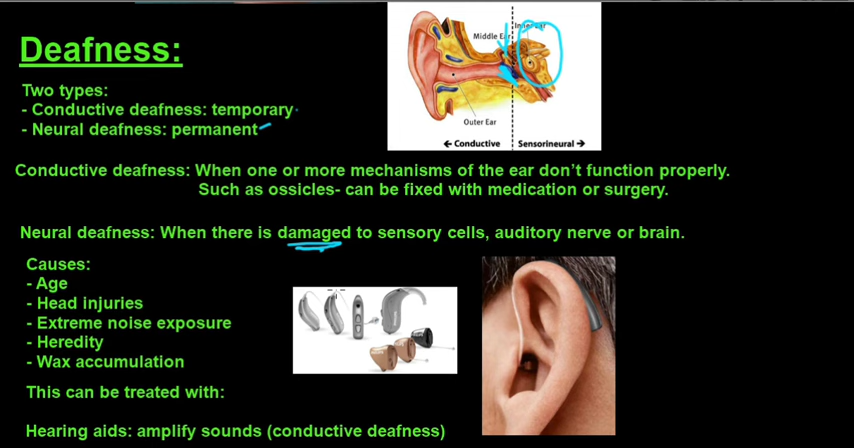 Deafness:
Two types:
- Conductive deafness: temporary
- Neural deafness: permanent
Middle Ear
Inner Ear
Outer Ear
← Conductive
Sensorineural →
Conductive deafness: When one or more mechanisms of the ear don't function properly.
Such as ossicles- can be fixed with medication or surgery.
Neural deafness: When there is damaged to sensory cells, auditory nerve or brain.
Causes:
- Age
- Head injuries
- Extreme noise exposure
- Heredity
- Wax accumulation
This can be treated with:
Hearing aids: amplify sounds (conductive deafness)